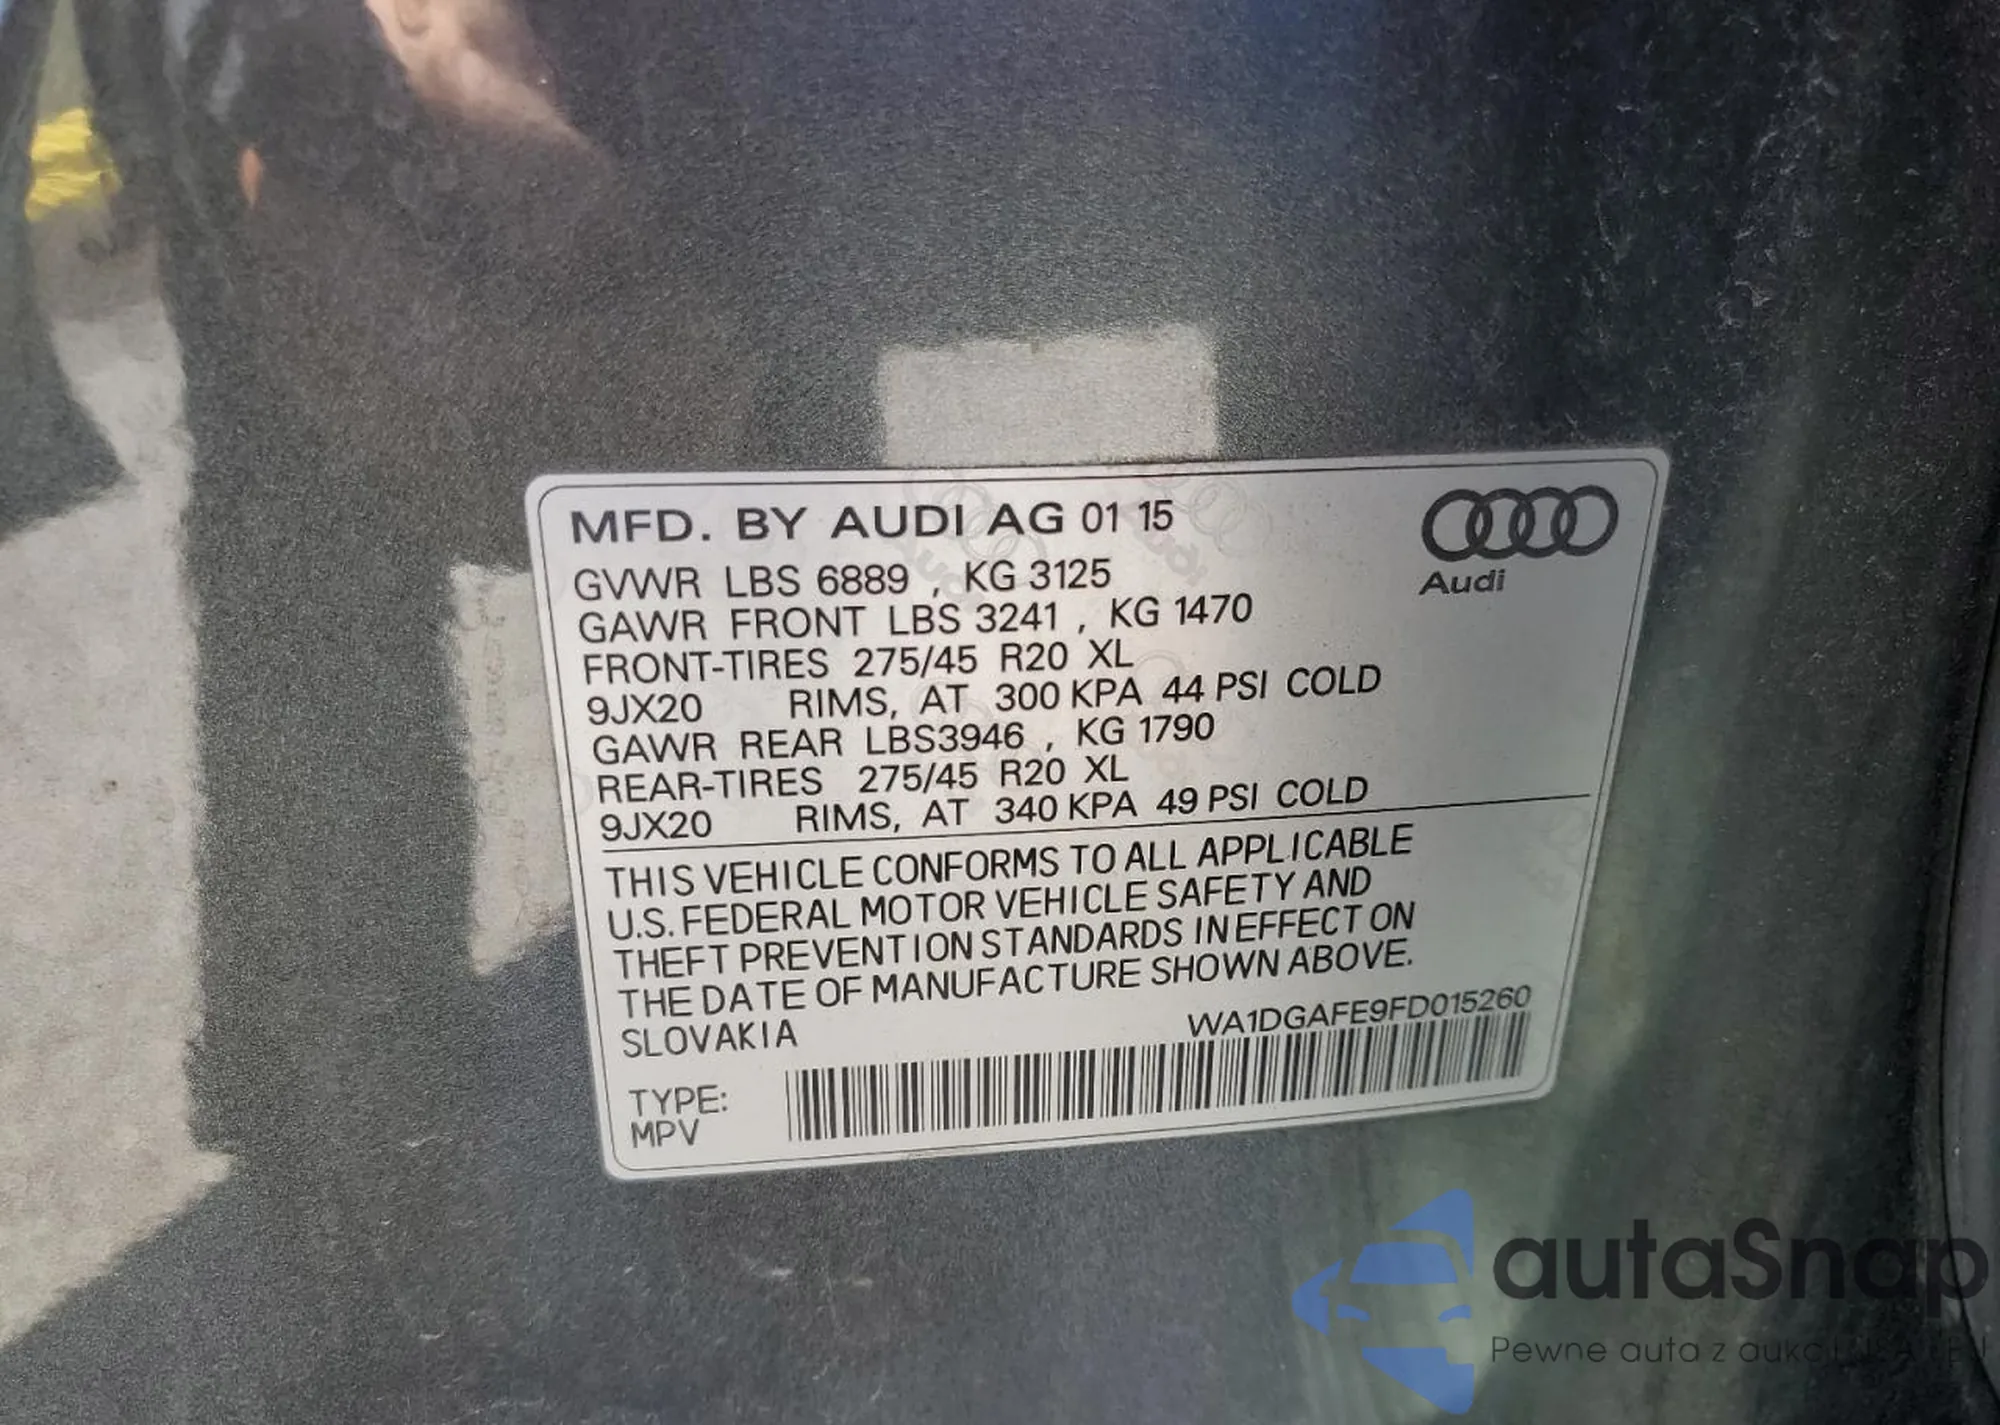 MFD. BY AUDI AG 01 15
Audi
GVWR LBS 6889 , KG 3125
GAWR FRONT LBS 3241 , KG 1470
FRONT-TIRES 275/45 R20 XL
9JX20 RIMS, AT 300 KPA 44 PSI COLD
GAWR REAR LBS3946 , KG 1790
REAR-TIRES 275/45 R20 XL
9JX20 RIMS, AT 340 KPA 49 PSI COLD
THIS VEHICLE CONFORMS TO ALL APPLICABLE
U.S. FEDERAL MOTOR VEHICLE SAFETY AND
THEFT PREVENTION STANDARDS IN EFFECT ON
THE DATE OF MANUFACTURE SHOWN ABOVE.
SLOVAKIA
WA1DGAFE9FD015260
TYPE:
MPV
autaSnap
Pewne auta z aukcji